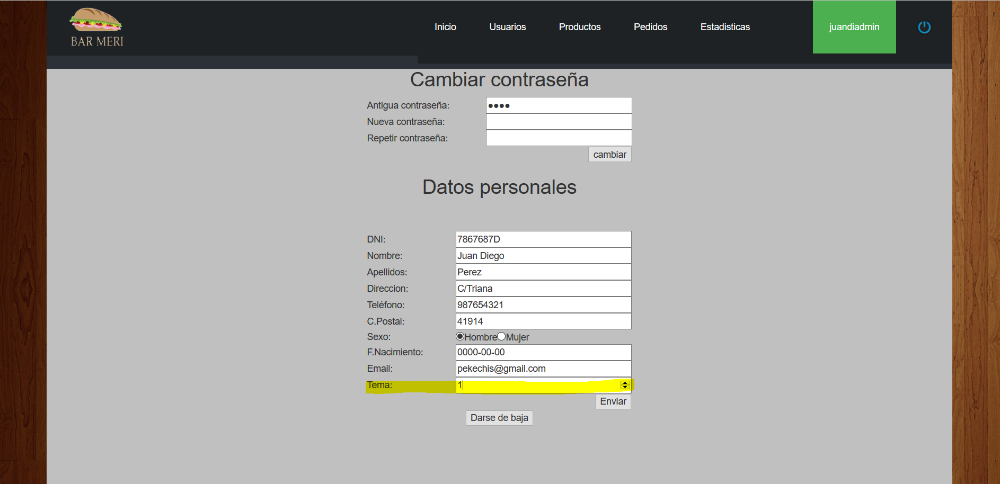 BAR MERI
Inicio Usuarios Productos Pedidos Estadisticas juandiadmin
Cambiar contraseña
Antigua contraseña: ●●●●
Nueva contraseña:
Repetir contraseña:
cambiar
Datos personales
DNI: 7867687D
Nombre: Juan Diego
Apellidos: Perez
Direccion: C/Triana
Teléfono: 987654321
C.Postal: 41914
Sexo: Hombre Mujer
F.Nacimiento: 0000-00-00
Email: pekechis@gmail.com
Tema: 1
Enviar
Darse de baja